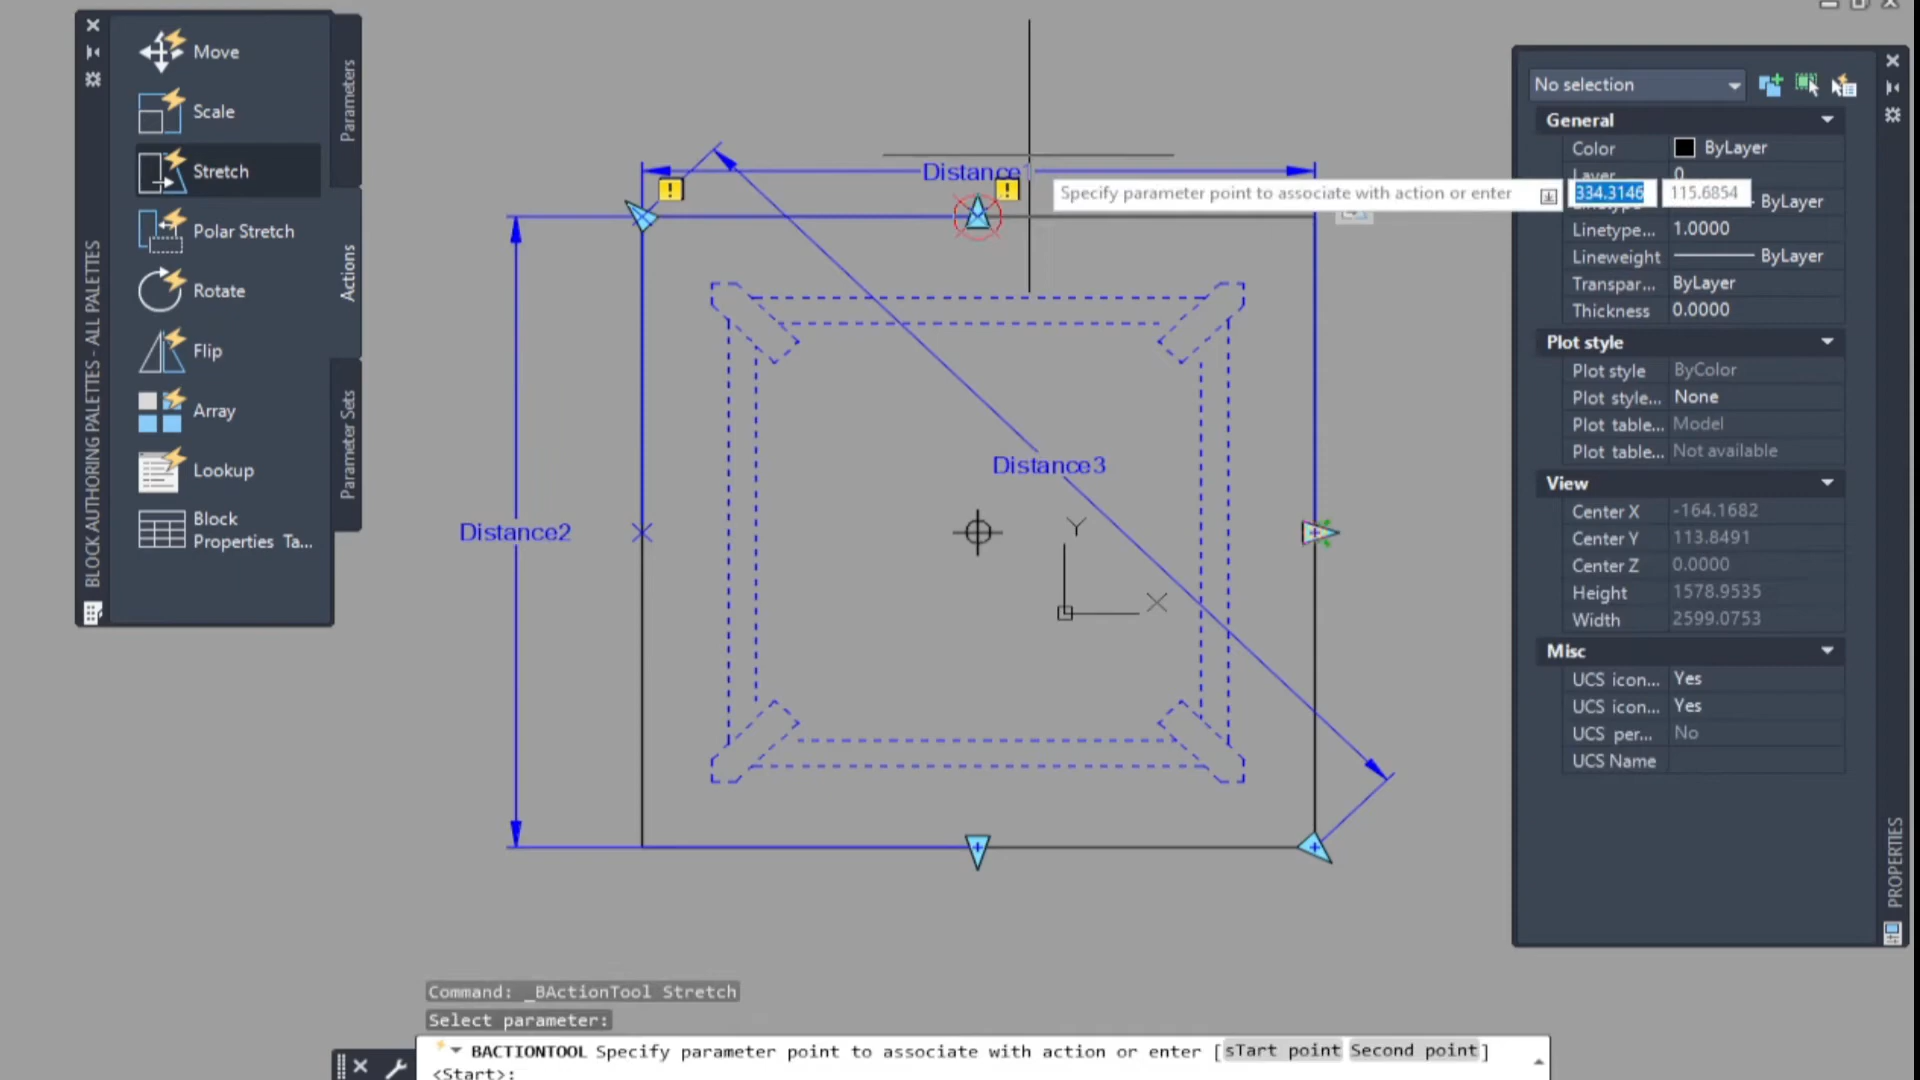 Move
Scale
Stretch
Polar Stretch
Rotate
Flip
Array
Lookup
Block
Properties Ta...
Parameters
Actions
Parameter Sets
BLOCK AUTHORING PALETTES - ALL PALETTES
Distance1
Distance2
Distance3
Y
X
Specify parameter point to associate with action or enter
334.3146
115.6854
No selection
General
Color ByLayer
Layer 0
Linetype ByLayer
Linetype... 1.0000
Lineweight ByLayer
Transpar... ByLayer
Thickness 0.0000
Plot style
Plot style ByColor
Plot style... None
Plot table... Model
Plot table... Not available
View
Center X -164.1682
Center Y 113.8491
Center Z 0.0000
Height 1578.9535
Width 2599.0753
Misc
UCS icon... Yes
UCS icon... Yes
UCS per... No
UCS Name
PROPERTIES
Command: _BActionTool Stretch
Select parameter:
BACTIONTOOL Specify parameter point to associate with action or enter [sTart point Second point]
<Start>: